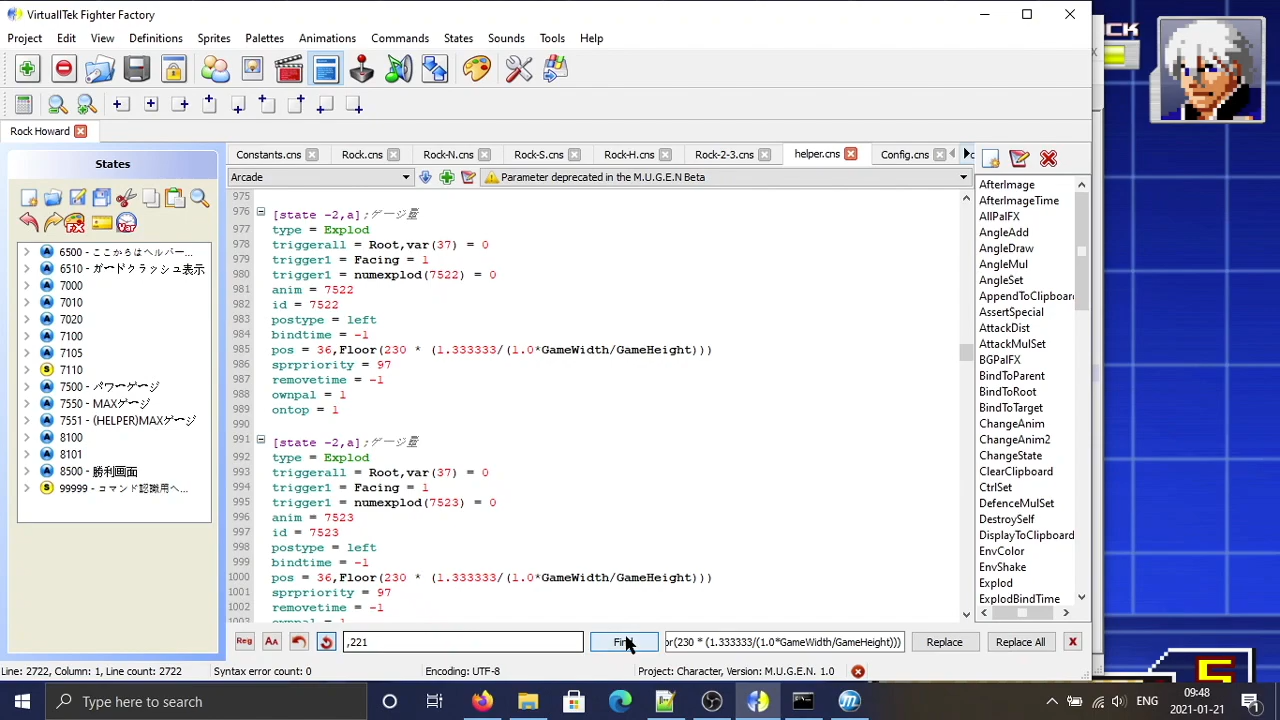 VirtualITek Fighter Factory
Project Edit View Definitions Sprites Palettes Animations Comm States Sounds Tools Help
Rock Howard
States
Constants.cns Rock.cns Rock-N.cns Rock-S.cns Rock-H.cns Rock-2-3.cns helper.cns Config.cns
Arcade
Parameter deprecated in the M.U.G.E.N Beta
6500 - ここからはヘルパー...
6510 - ガードクラッシュ表示
7000
7010
7020
7100
7105
7110
7500 - パワーゲージ
7550 - MAXゲージ
7551 - (HELPER)MAXゲージ
8100
8101
8500 - 勝利画面
99999 - コマンド認識用ヘ...
975
976 [state -2,a];ゲージ
977 type = Explod
978 triggerall = Root,var(37) = 0
979 trigger1 = Facing = 1
980 trigger1 = numexplod(7522) = 0
981 anim = 7522
982 id = 7522
983 postype = left
984 bindtime = -1
985 pos = 36,Floor(230 * (1.333333/(1.0*GameWidth/GameHeight)))
986 sprpriority = 97
987 removetime = -1
988 ownpal = 1
989 ontop = 1
990
991 [state -2,a];ゲージ
992 type = Explod
993 triggerall = Root,var(37) = 0
994 trigger1 = Facing = 1
995 trigger1 = numexplod(7523) = 0
996 anim = 7523
997 id = 7523
998 postype = left
999 bindtime = -1
1000 pos = 36,Floor(230 * (1.333333/(1.0*GameWidth/GameHeight)))
1001 sprpriority = 97
1002 removetime = -1
ownpal = 1
AfterImage
AfterImageTime
AllPalFX
AngleAdd
AngleDraw
AngleMul
AngleSet
AppendToClipboar
AssertSpecial
AttackDist
AttackMulSet
BGPalFX
BindToParent
BindToRoot
BindToTarget
ChangeAnim
ChangeAnim2
ChangeState
ClearClipboard
CtrlSet
DefenceMulSet
DestroySelf
DisplayToClipboar
EnvColor
EnvShake
Explod
ExplodBindTime
Reg AA ,221 Fin or(230 * (1.333333/(1.0*GameWidth/GameHeight))) Replace Replace All
Line: 2722, Column: 1, Line count: 2722 Syntax error count: 0 Encoding: UTF-8 Project: Character, Version: M.U.G.E.N. 1.0
CK
Type here to search
ENG
09:48
2021-01-21
1